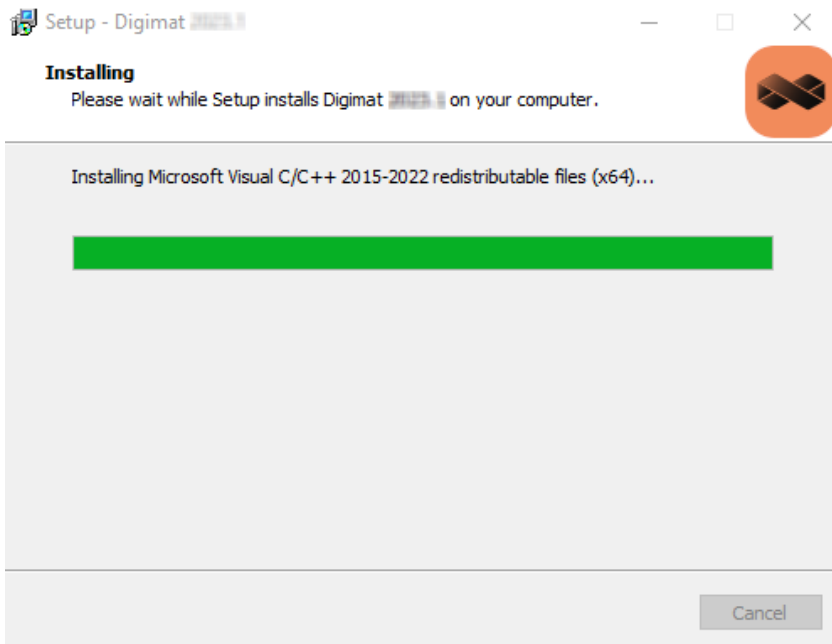 Setup - Digimat
Installing
Please wait while Setup installs Digimat on your computer.
Installing Microsoft Visual C/C++ 2015-2022 redistributable files (x64)...
Cancel